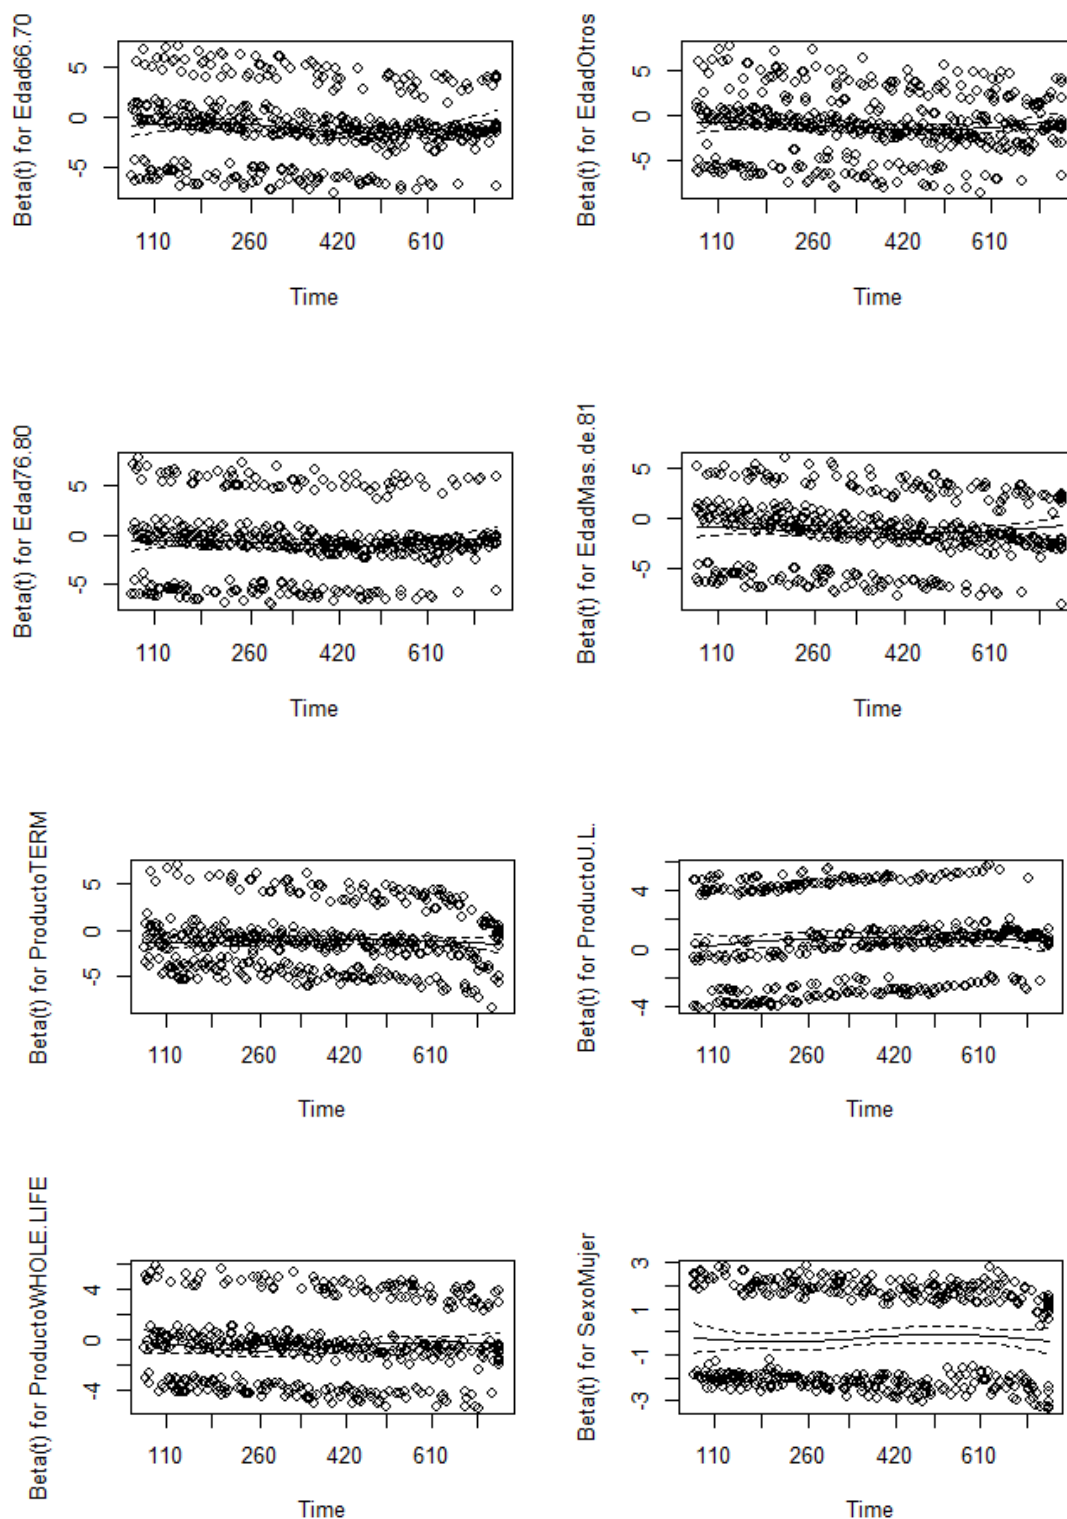 Beta(t) for Edad66.70
5
0
-5
110 260 420 610
Time
Beta(t) for EdadOtros
5
0
-5
110 260 420 610
Time
Beta(t) for Edad76.80
5
0
-5
110 260 420 610
Time
Beta(t) for EdadMas.de.81
5
0
-5
110 260 420 610
Time
Beta(t) for ProductoTERM
5
0
-5
110 260 420 610
Time
Beta(t) for ProductoU.L.
4
0
-4
110 260 420 610
Time
Beta(t) for ProductoWHOLE.LIFE
4
0
-4
110 260 420 610
Time
Beta(t) for SexoMujer
3
1
-1
-3
110 260 420 610
Time